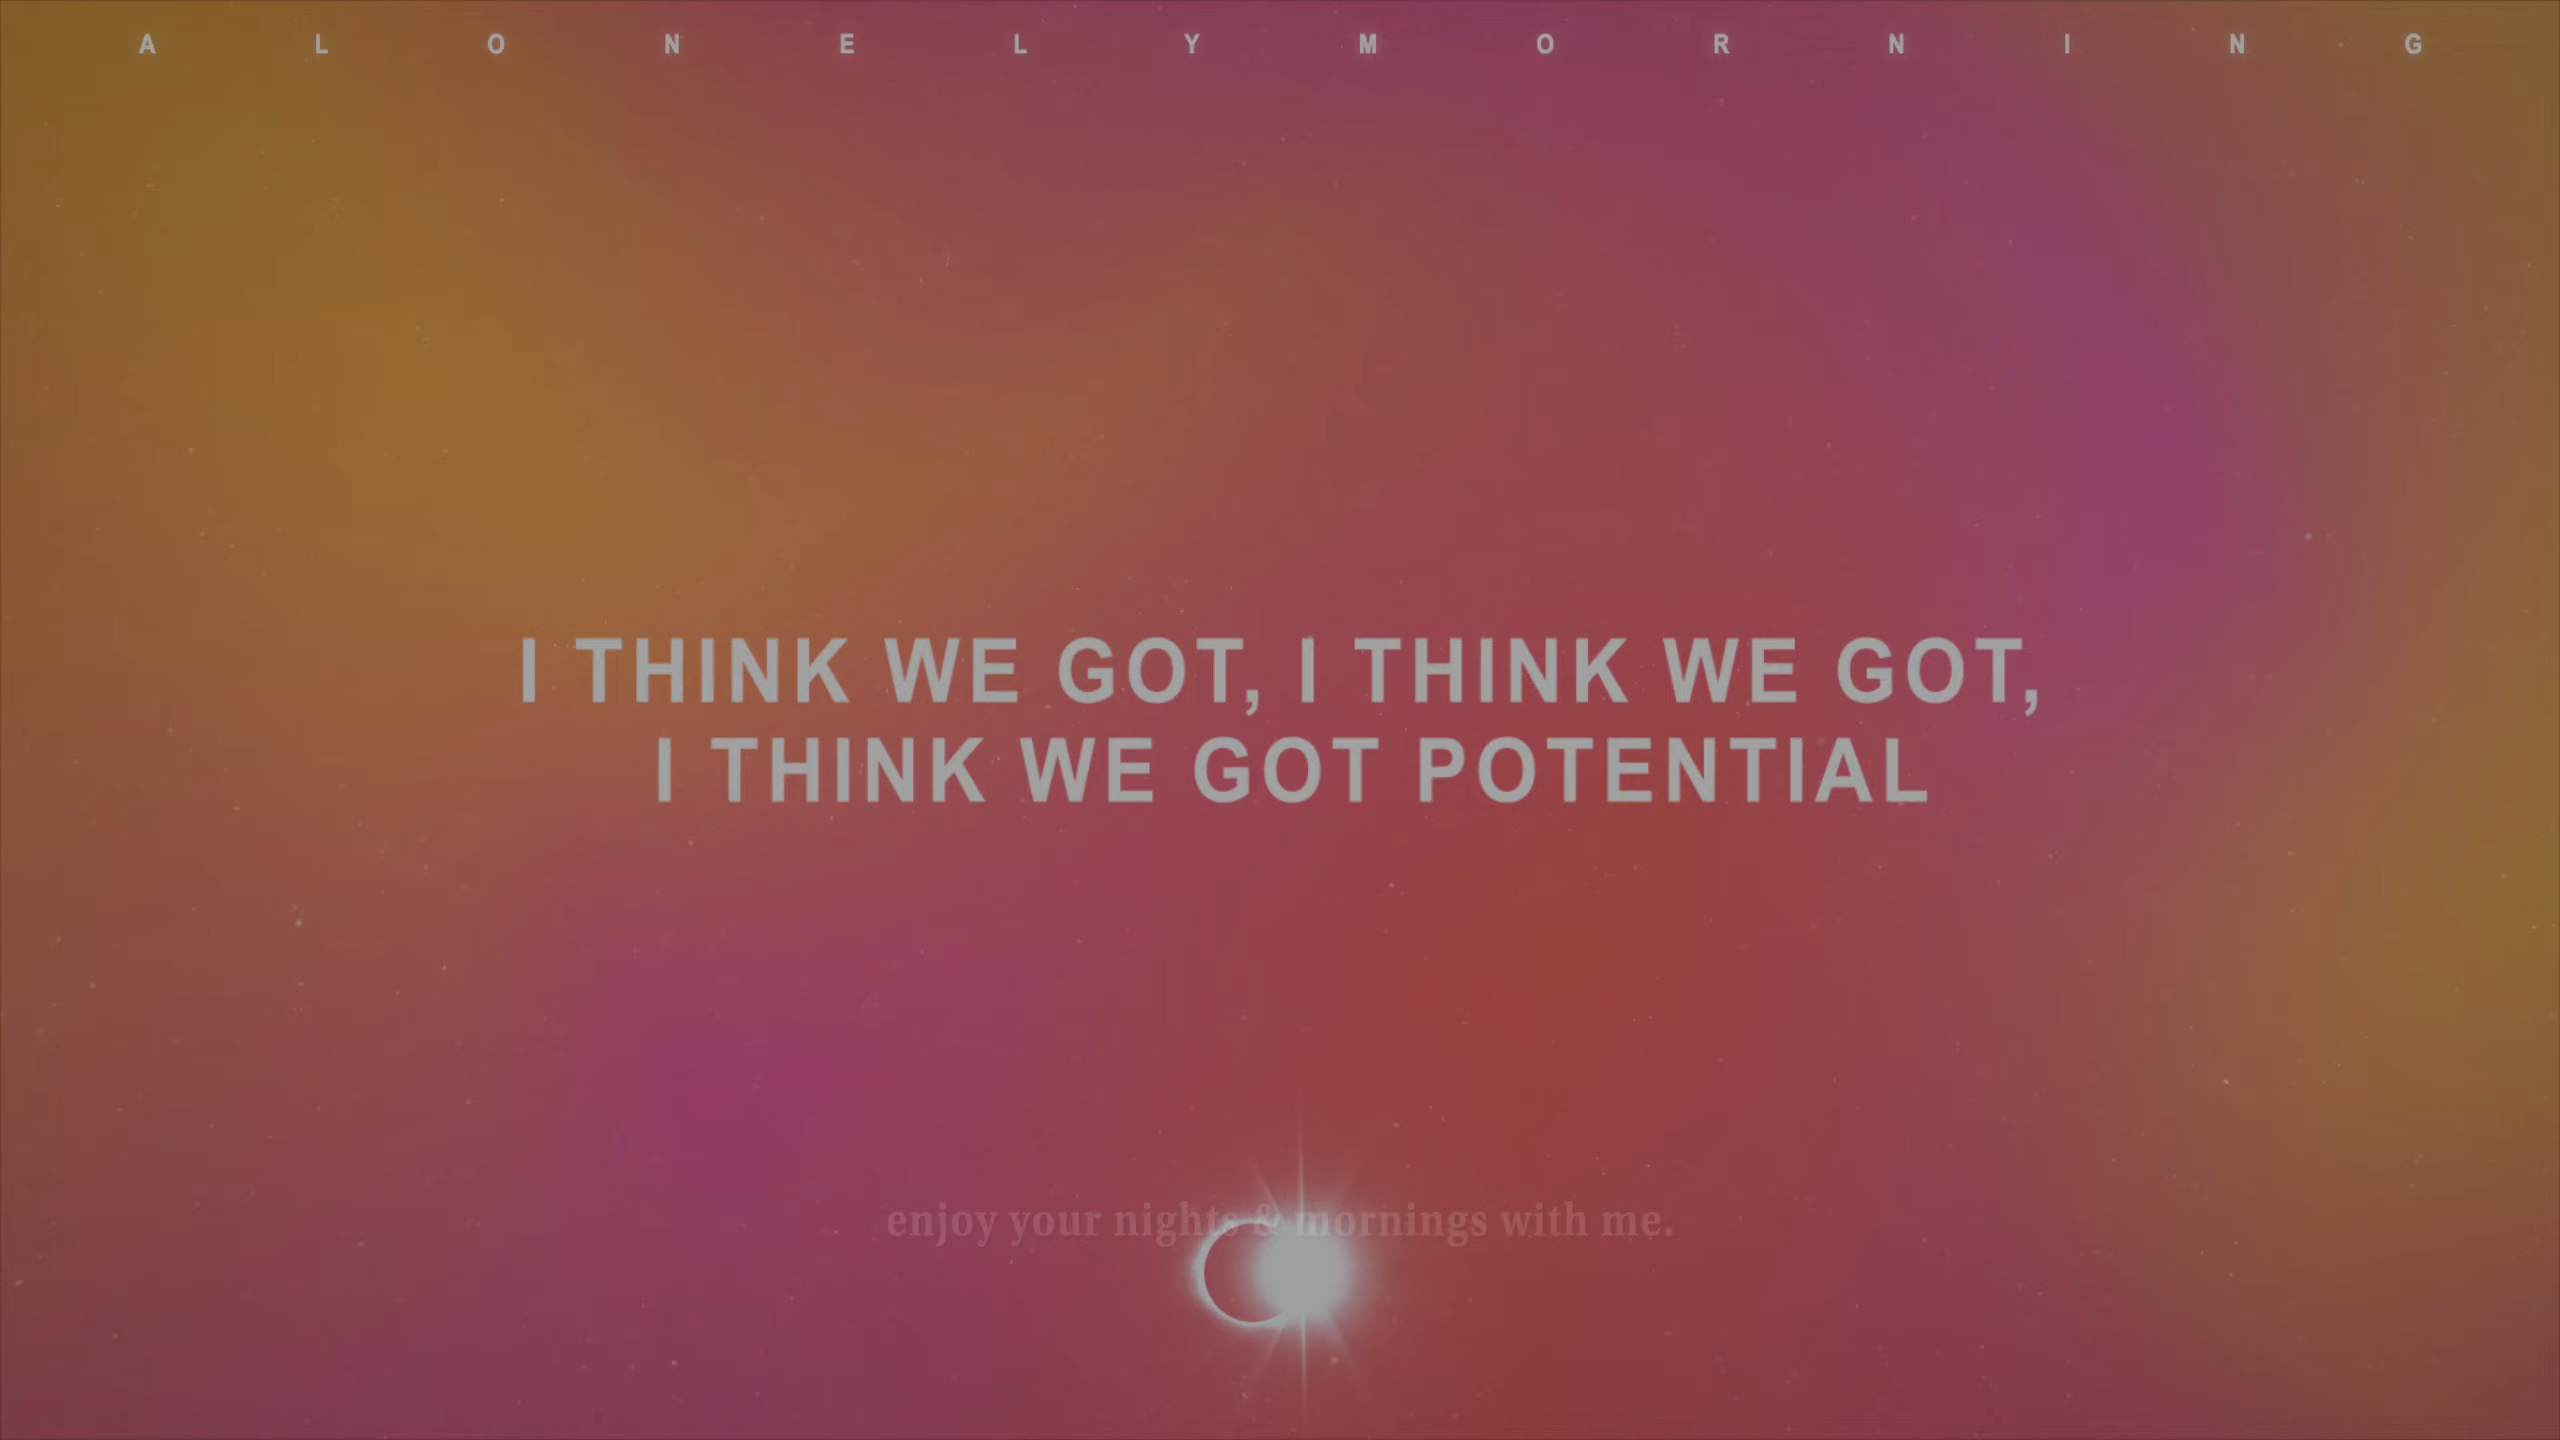 A L O N E L Y M O R N I N G
I THINK WE GOT, I THINK WE GOT,
I THINK WE GOT POTENTIAL
enjoy your nights & mornings with me.